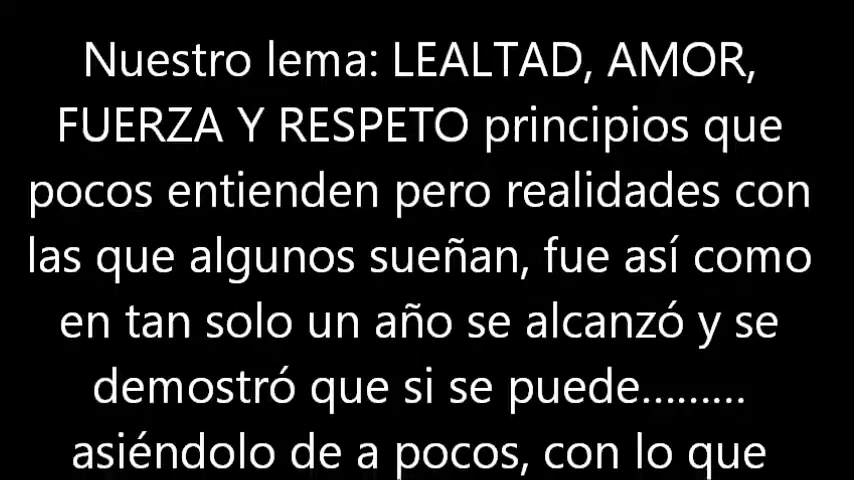 Nuestro lema: LEALTAD, AMOR,
FUERZA Y RESPETO principios que
pocos entienden pero realidades con
las que algunos sueñan, fue así como
en tan solo un año se alcanzó y se
demostró que si se puede.........
asiéndolo de a pocos, con lo que